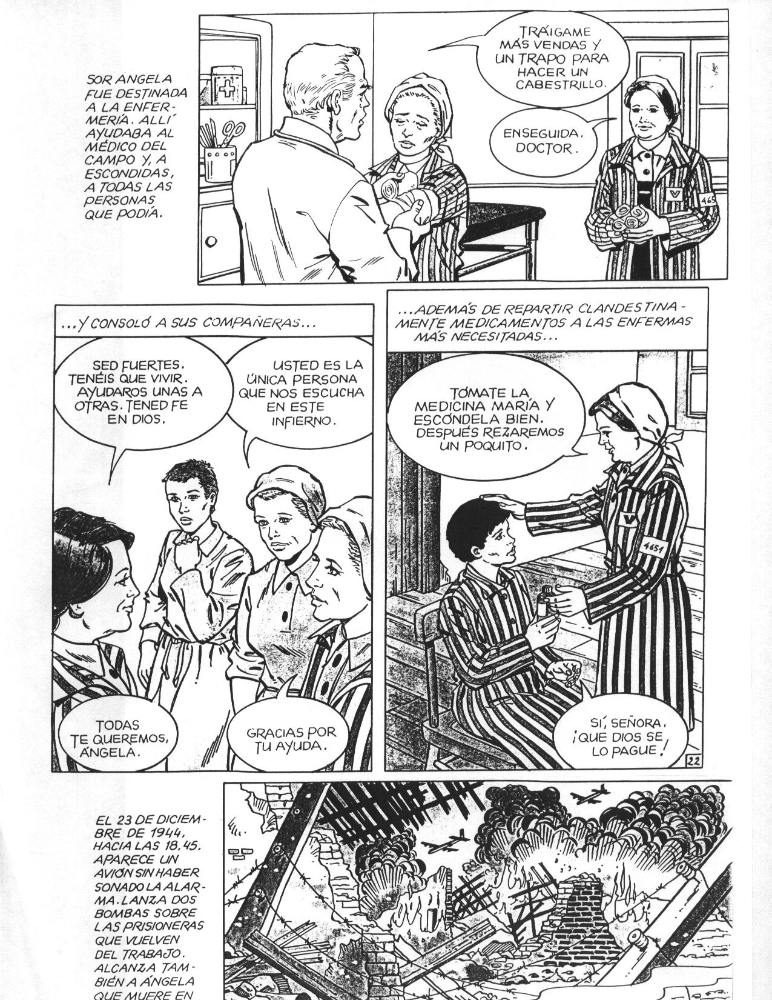 SOR ANGELA
FUE DESTINADA
A LA ENFER-
MERÍA. ALLÍ
AYUDABA AL
MÉDICO DEL
CAMPO Y, A
ESCONDIDAS,
A TODAS LAS
PERSONAS
QUE PODÍA.
TRÁIGAME
MÁS VENDAS Y
UN TRAPO PARA
HACER UN
CABESTRILLO.
ENSEGUIDA.
DOCTOR.
V
465
...Y CONSOLÓ A SUS COMPAÑERAS...
SED FUERTES.
TENÉIS QUE VIVIR.
AYUDAROS UNAS A
OTRAS. TENED FE
EN DIOS.
USTED ES LA
ÚNICA PERSONA
QUE NOS ESCUCHA
EN ESTE
INFIERNO.
TODAS
TE QUEREMOS,
ÁNGELA.
GRACIAS POR
TU AYUDA.
...ADEMÁS DE REPARTIR CLANDESTINA-
MENTE MEDICAMENTOS A LAS ENFERMAS
MÁS NECESITADAS...
TÓMATE LA
MEDICINA MARÍA Y
ESCÓNDELA BIEN.
DESPUÉS REZAREMOS
UN POQUITO.
V
4651
SÍ, SEÑORA.
¡QUE DIOS SE
LO PAGUE!
22
EL 23 DE DICIEM-
BRE DE 1944.
HACIA LAS 18.45.
APARECE UN
AVIÓN SIN HABER
SONADO LA ALAR-
MA. LANZA DOS
BOMBAS SOBRE
LAS PRISIONERAS
QUE VUELVEN
DEL TRABAJO.
ALCANZA TAM-
BIÉN A ÁNGELA
QUE MUERE EN